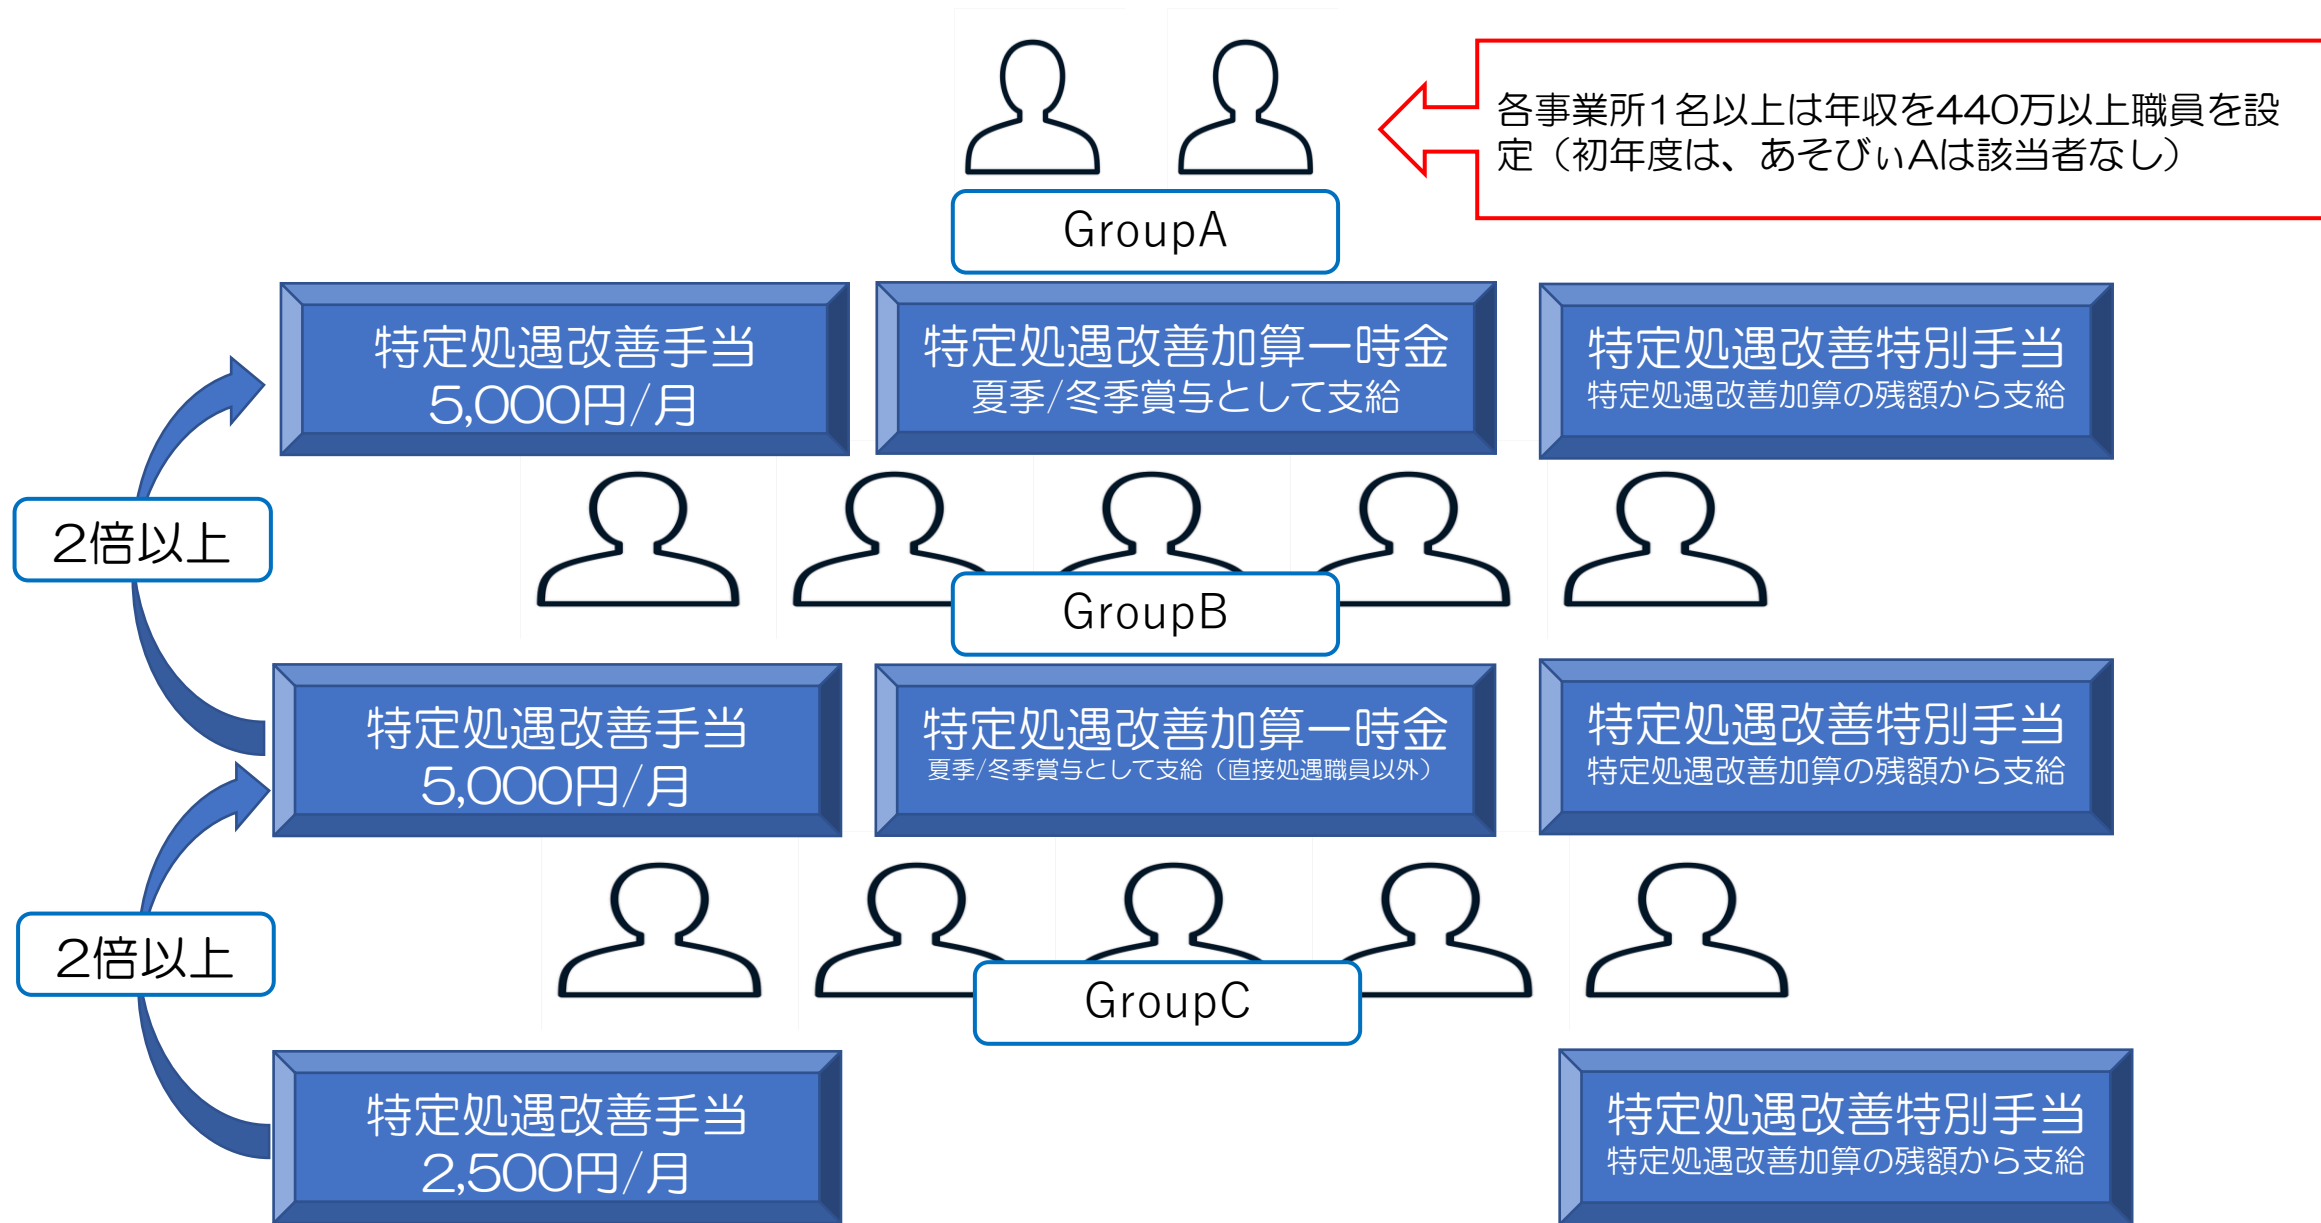 各事業所1名以上は年収を440万以上職員を設
定（初年度は、あそびぃAは該当者なし）
GroupA
特定処遇改善手当
5,000円/月
特定処遇改善加算一時金
夏季/冬季賞与として支給
特定処遇改善特別手当
特定処遇改善加算の残額から支給
2倍以上
GroupB
特定処遇改善手当
5,000円/月
特定処遇改善加算一時金
夏季/冬季賞与として支給（直接処遇職員以外）
特定処遇改善特別手当
特定処遇改善加算の残額から支給
2倍以上
GroupC
特定処遇改善手当
2,500円/月
特定処遇改善特別手当
特定処遇改善加算の残額から支給